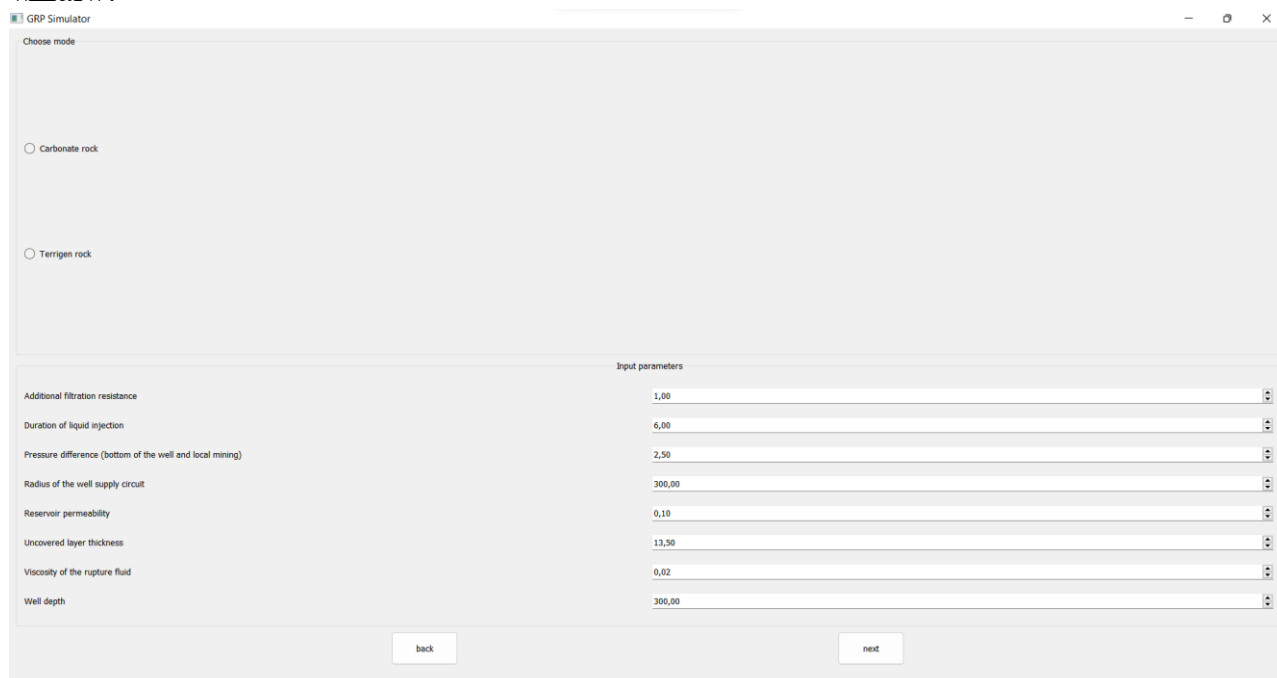 GRP Simulator
Choose mode
Carbonate rock
Terrigen rock
Input parameters
Additional filtration resistance 1,00
Duration of liquid injection 6,00
Pressure difference (bottom of the well and local mining) 2,50
Radius of the well supply circuit 300,00
Reservoir permeability 0,10
Uncovered layer thickness 13,50
Viscosity of the rupture fluid 0,02
Well depth 300,00
back next